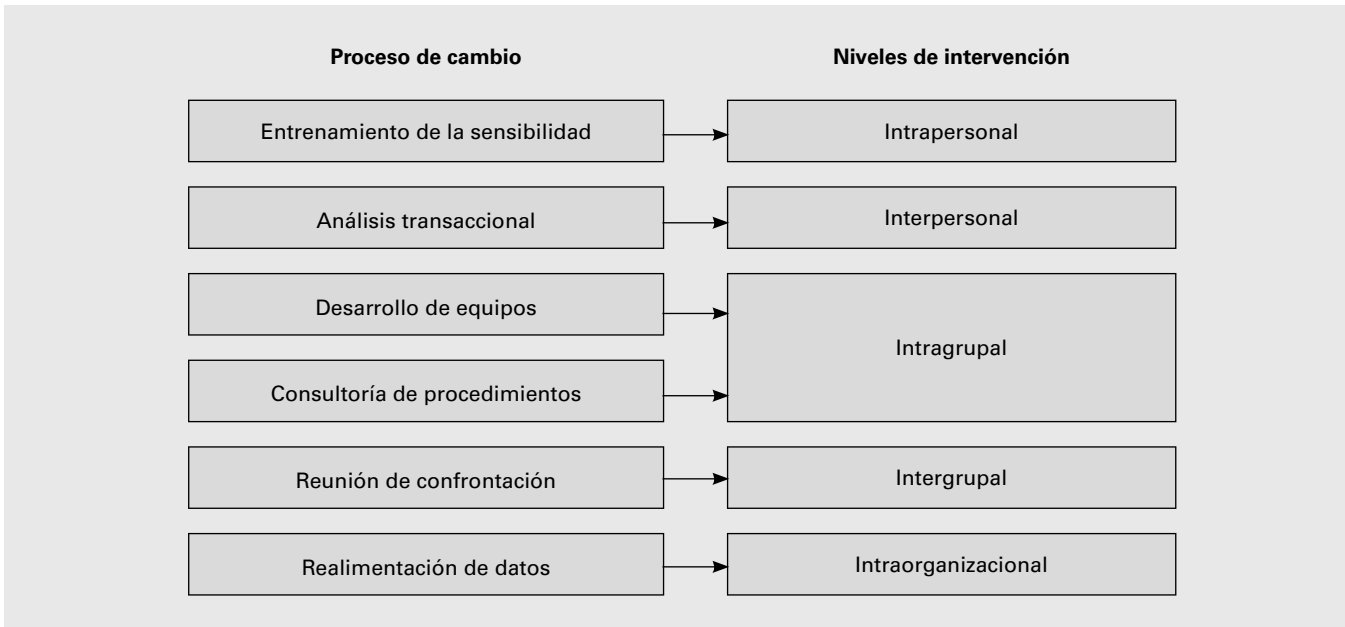 Proceso de cambio
Niveles de intervención
Entrenamiento de la sensibilidad
Intrapersonal
Análisis transaccional
Interpersonal
Desarrollo de equipos
Consultoría de procedimientos
Intragrupal
Reunión de confrontación
Intergrupal
Realimentación de datos
Intraorganizacional